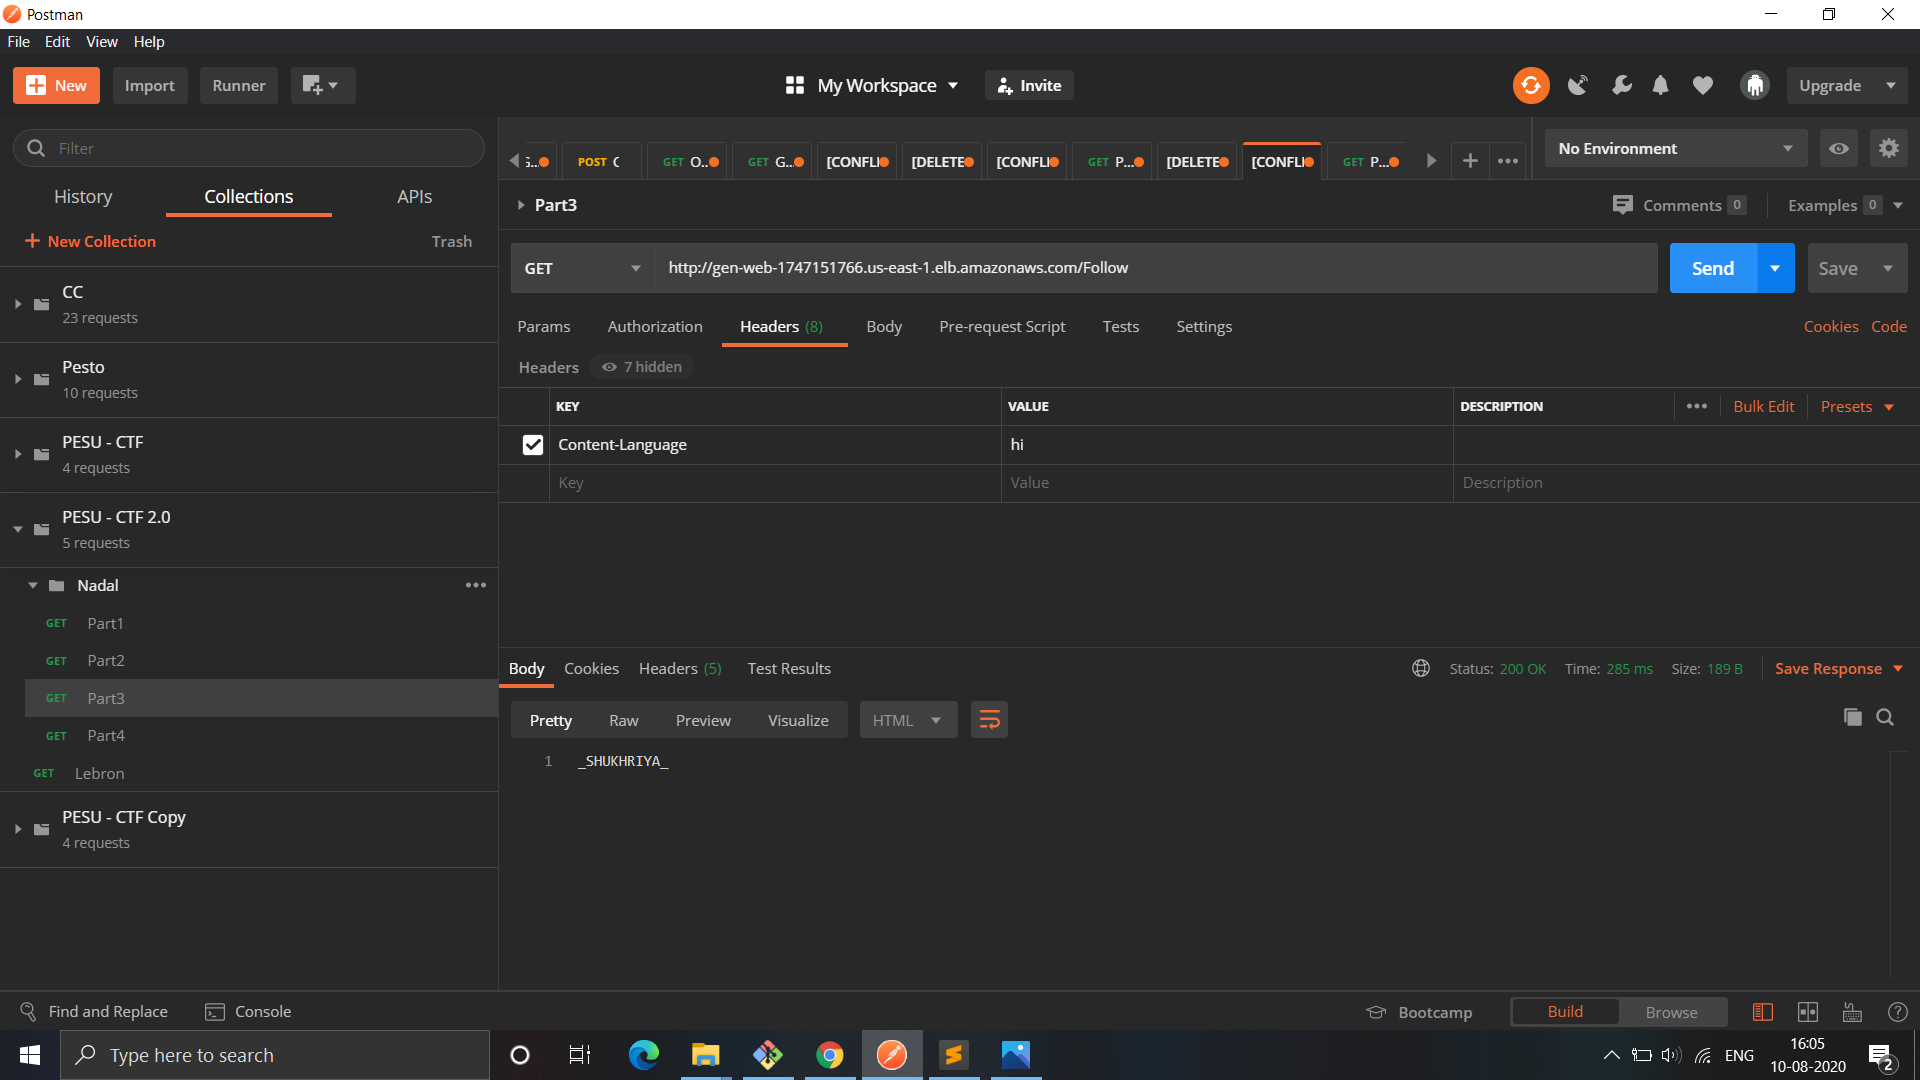 Postman
File Edit View Help
New Import Runner My Workspace Invite Upgrade
Filter
History Collections APIs
New Collection Trash
CC
23 requests
Pesto
10 requests
PESU - CTF
4 requests
PESU - CTF 2.0
5 requests
Nadal
GET Part1
GET Part2
GET Part3
GET Part4
GET Lebron
PESU - CTF Copy
4 requests
POST GET O... GET G... [CONFLI [DELETE [CONFLI GET P... [DELETE [CONFLI GET P...
No Environment
Part3 Comments 0 Examples 0
GET http://gen-web-1747151766.us-east-1.elb.amazonaws.com/Follow Send Save
Params Authorization Headers (8) Body Pre-request Script Tests Settings Cookies Code
Headers 7 hidden
KEY VALUE DESCRIPTION Bulk Edit Presets
Content-Language hi
Key Value Description
Body Cookies Headers (5) Test Results Status: 200 OK Time: 285 ms Size: 189 B Save Response
Pretty Raw Preview Visualize HTML
1 _SHUKHRIYA_
Find and Replace Console Bootcamp Build Browse
Type here to search
ENG
16:05
10-08-2020
2